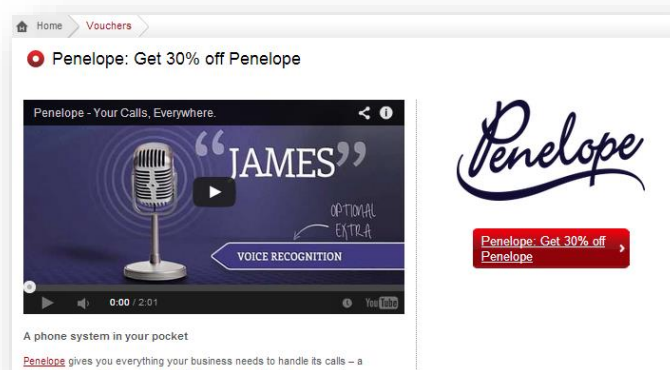 Home Vouchers
Penelope: Get 30% off Penelope
Penelope - Your Calls, Everywhere.
“JAMES”
OPTIONAL
EXTRA
VOICE RECOGNITION
0:00 / 2:01
YouTube
Penelope
Penelope: Get 30% off
Penelope
A phone system in your pocket
Penelope gives you everything your business needs to handle its calls – a